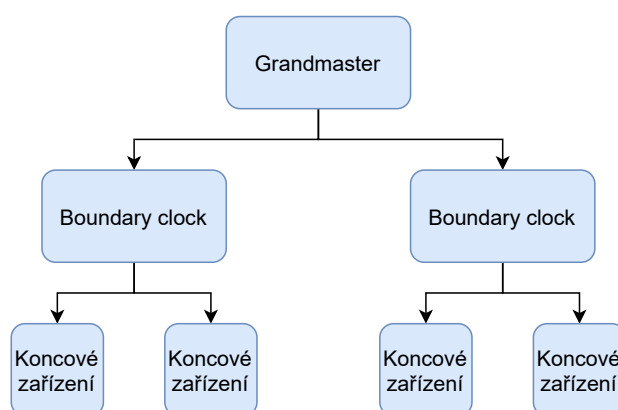 Grandmaster
Boundary clock
Boundary clock
Koncové
zařízení
Koncové
zařízení
Koncové
zařízení
Koncové
zařízení